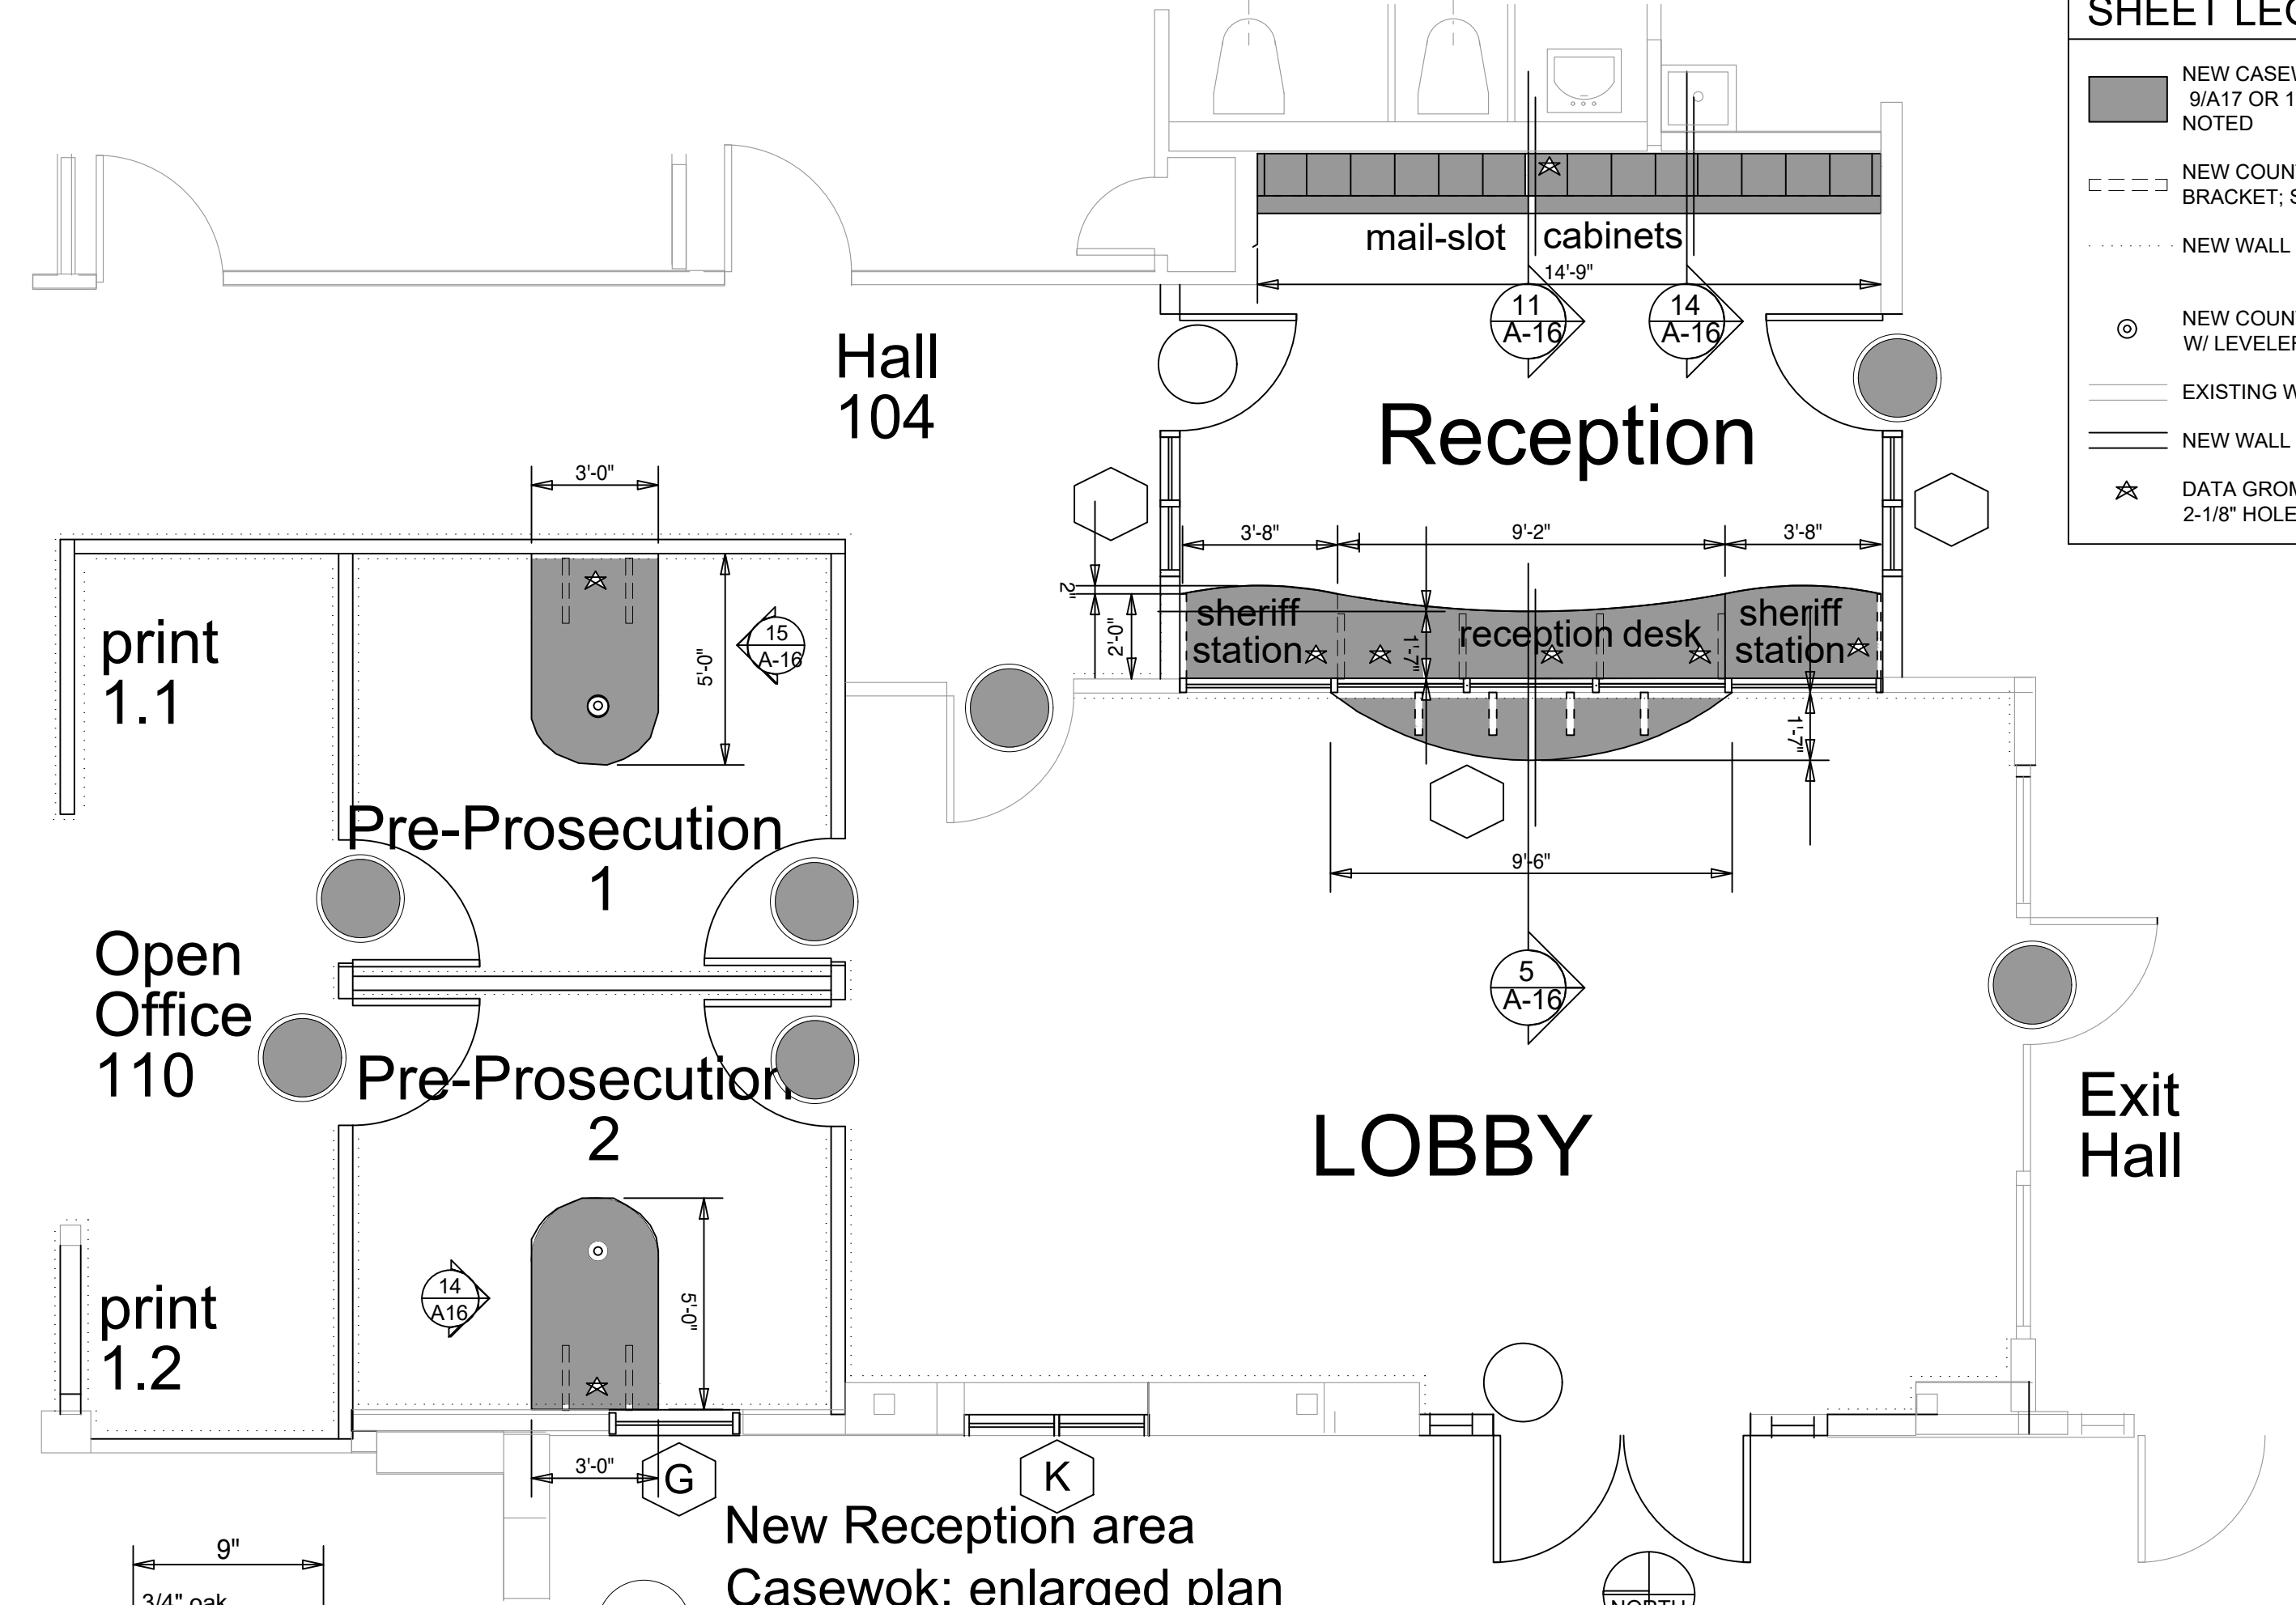 SHEET LEG
NEW CASEW
9/A17 OR 1
NOTED
NEW COUN
BRACKET; S
NEW WALL
NEW COUN
W/ LEVELER
EXISTING W
NEW WALL
DATA GROM
2-1/8" HOLE
mail-slot cabinets
14'-9"
11
A-16
14
A-16
Hall
104
Reception
3'-0"
3'-8"
9'-2"
3'-8"
2"
2'-0"
sheriff
station
1'-7"
reception desk
sheriff
station
1'-7"
9'-6"
print
1.1
5'-0"
15
A-16
Pre-Prosecution
1
Open
Office
110
Pre-Prosecution
2
5
A-16
LOBBY
Exit
Hall
print
1.2
14
A16
5'-0"
3'-0"
G
K
New Reception area
Casewok: enlarged plan
9"
3/4" oak
NORTH